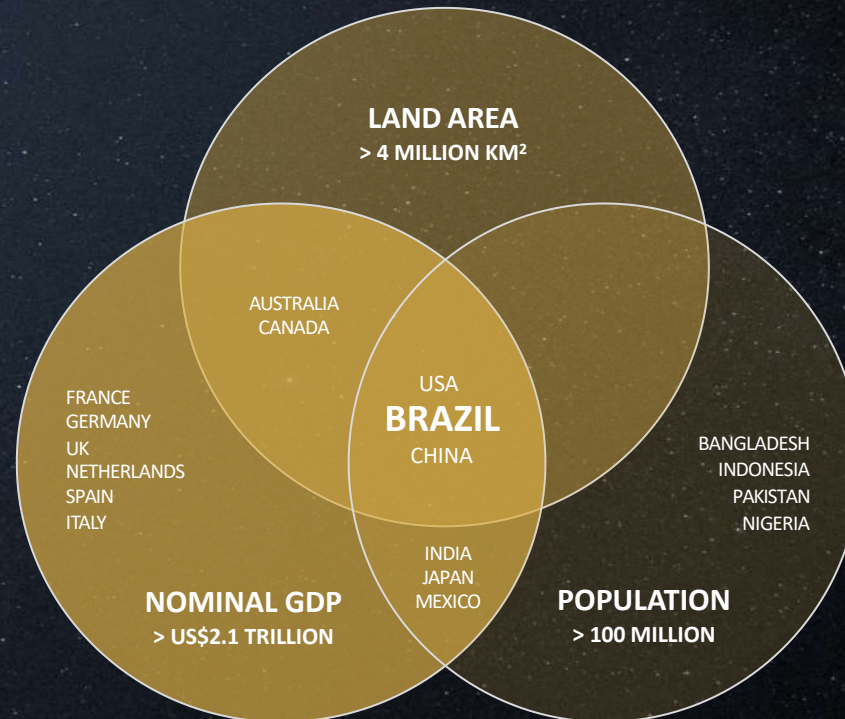 LAND AREA
> 4 MILLION KM²
AUSTRALIA
CANADA
USA
BRAZIL
CHINA
FRANCE
GERMANY
UK
NETHERLANDS
SPAIN
ITALY
BANGLADESH
INDONESIA
PAKISTAN
NIGERIA
INDIA
JAPAN
MEXICO
NOMINAL GDP
> US$2.1 TRILLION
POPULATION
> 100 MILLION